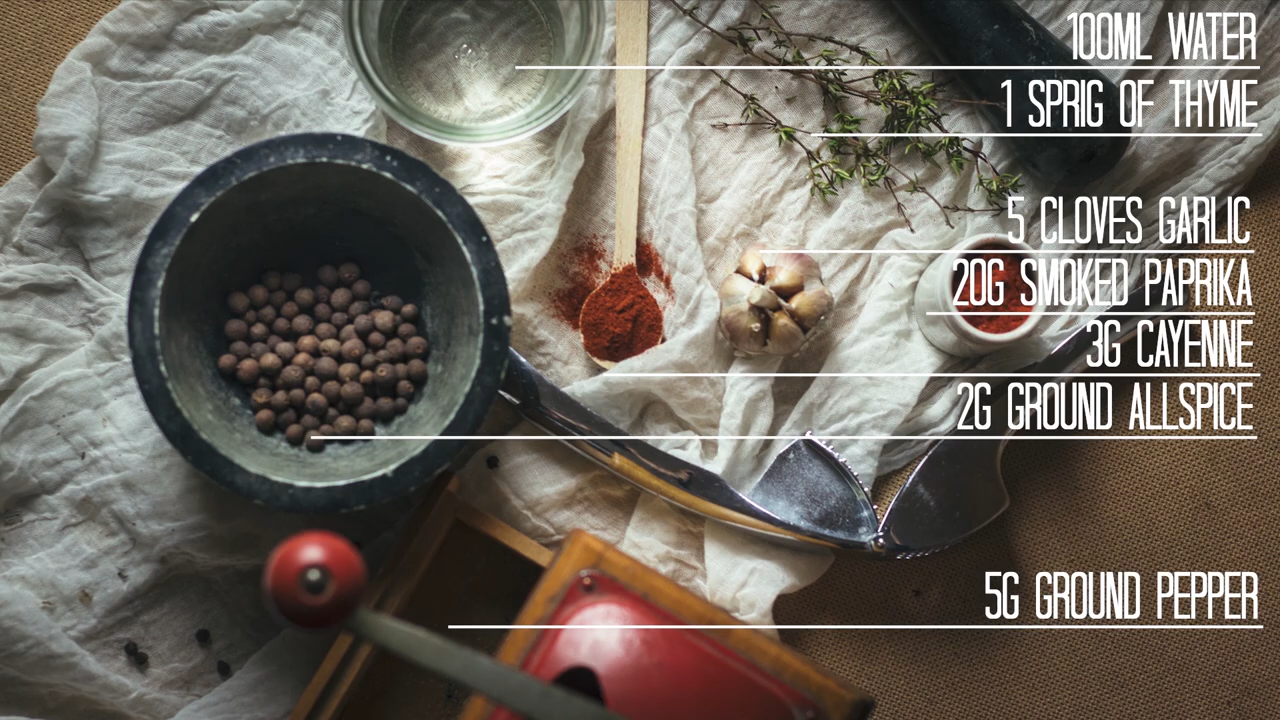 100ML WATER
1 SPRIG OF THYME
5 CLOVES GARLIC
20G SMOKED PAPRIKA
3G CAYENNE
2G GROUND ALLSPICE
5G GROUND PEPPER